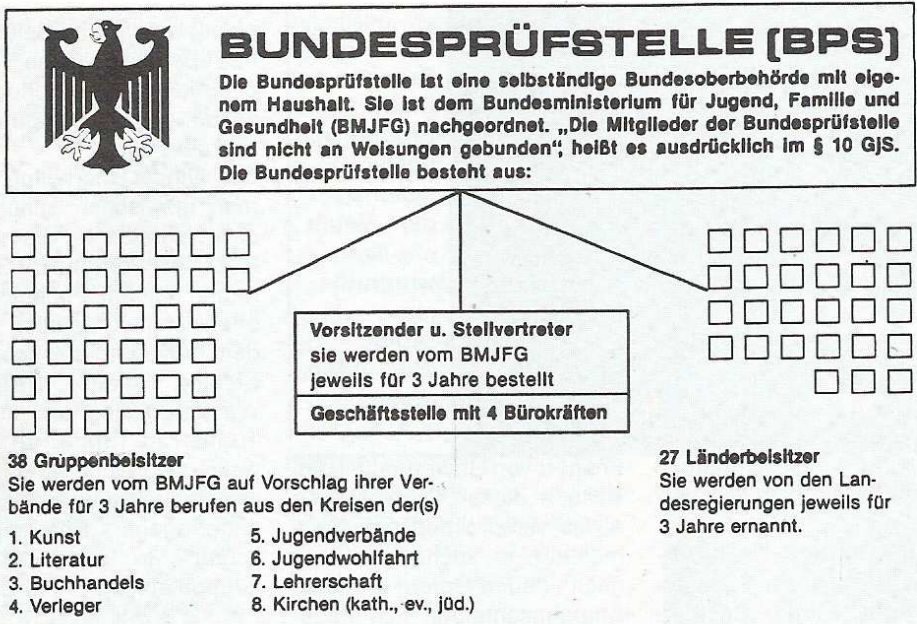 BUNDESPRÜFSTELLE (BPS)
Die Bundesprüfstelle ist eine selbständige Bundesoberbehörde mit eige-
nem Haushalt. Sie ist dem Bundesministerium für Jugend, Familie und
Gesundheit (BMJFG) nachgeordnet. „Die Mitglieder der Bundesprüfstelle
sind nicht an Weisungen gebunden“, heißt es ausdrücklich im § 10 GjS.
Die Bundesprüfstelle besteht aus:
Vorsitzender u. Stellvertreter
sie werden vom BMJFG
jeweils für 3 Jahre bestellt
Geschäftsstelle mit 4 Bürokräften
38 Gruppenbeisitzer
Sie werden vom BMJFG auf Vorschlag ihrer Ver-
bände für 3 Jahre berufen aus den Kreisen der(s)
1. Kunst
2. Literatur
3. Buchhandels
4. Verleger
5. Jugendverbände
6. Jugendwohlfahrt
7. Lehrerschaft
8. Kirchen (kath., ev., jüd.)
27 Länderbeisitzer
Sie werden von den Lan-
desregierungen jeweils für
3 Jahre ernannt.